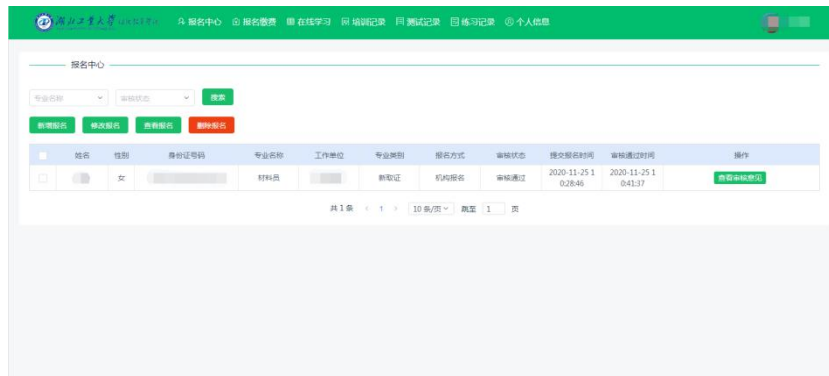 湖北工业大学
报名中心 报名缴费 在线学习 培训记录 测试记录 练习记录 个人信息
报名中心
专业名称 审核状态 搜索
新增报名 修改报名 查看报名 删除报名
姓名 性别 身份证号码 专业名称 工作单位 专业类别 报名方式 审核状态 提交报名时间 审核通过时间 操作
女 材料员 新取证 机构报名 审核通过 2020-11-25 1 2020-11-25 1 查看审核意见
0:28:46 0:41:37
共 1 条 < 1 > 10 条/页 跳至 1 页